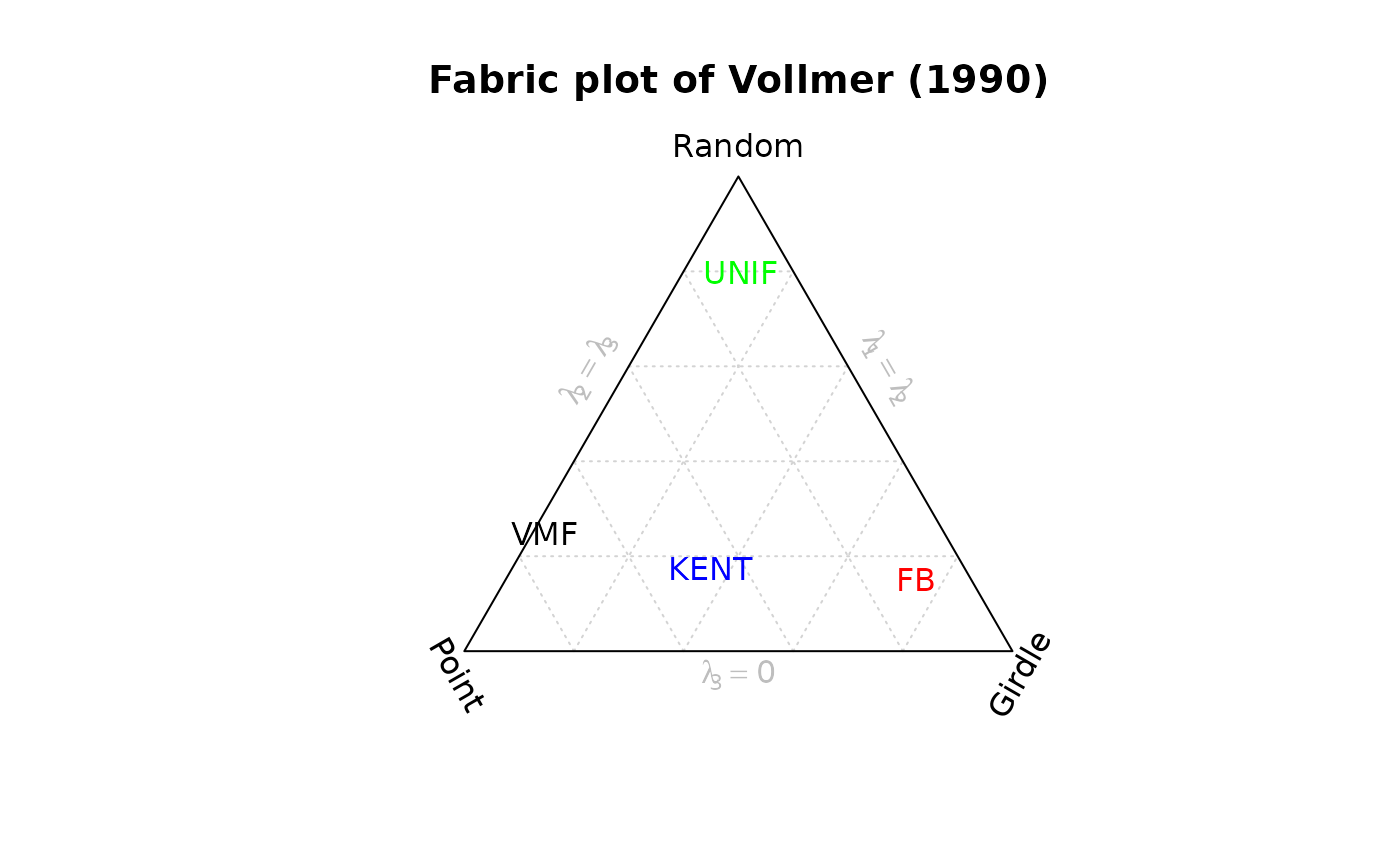 Fabric plot of Vollmer (1990)
Random
UNIF
λ2 = λ3
λ1 = λ2
VMF
KENT
FB
Point
λ3 = 0
Girdle